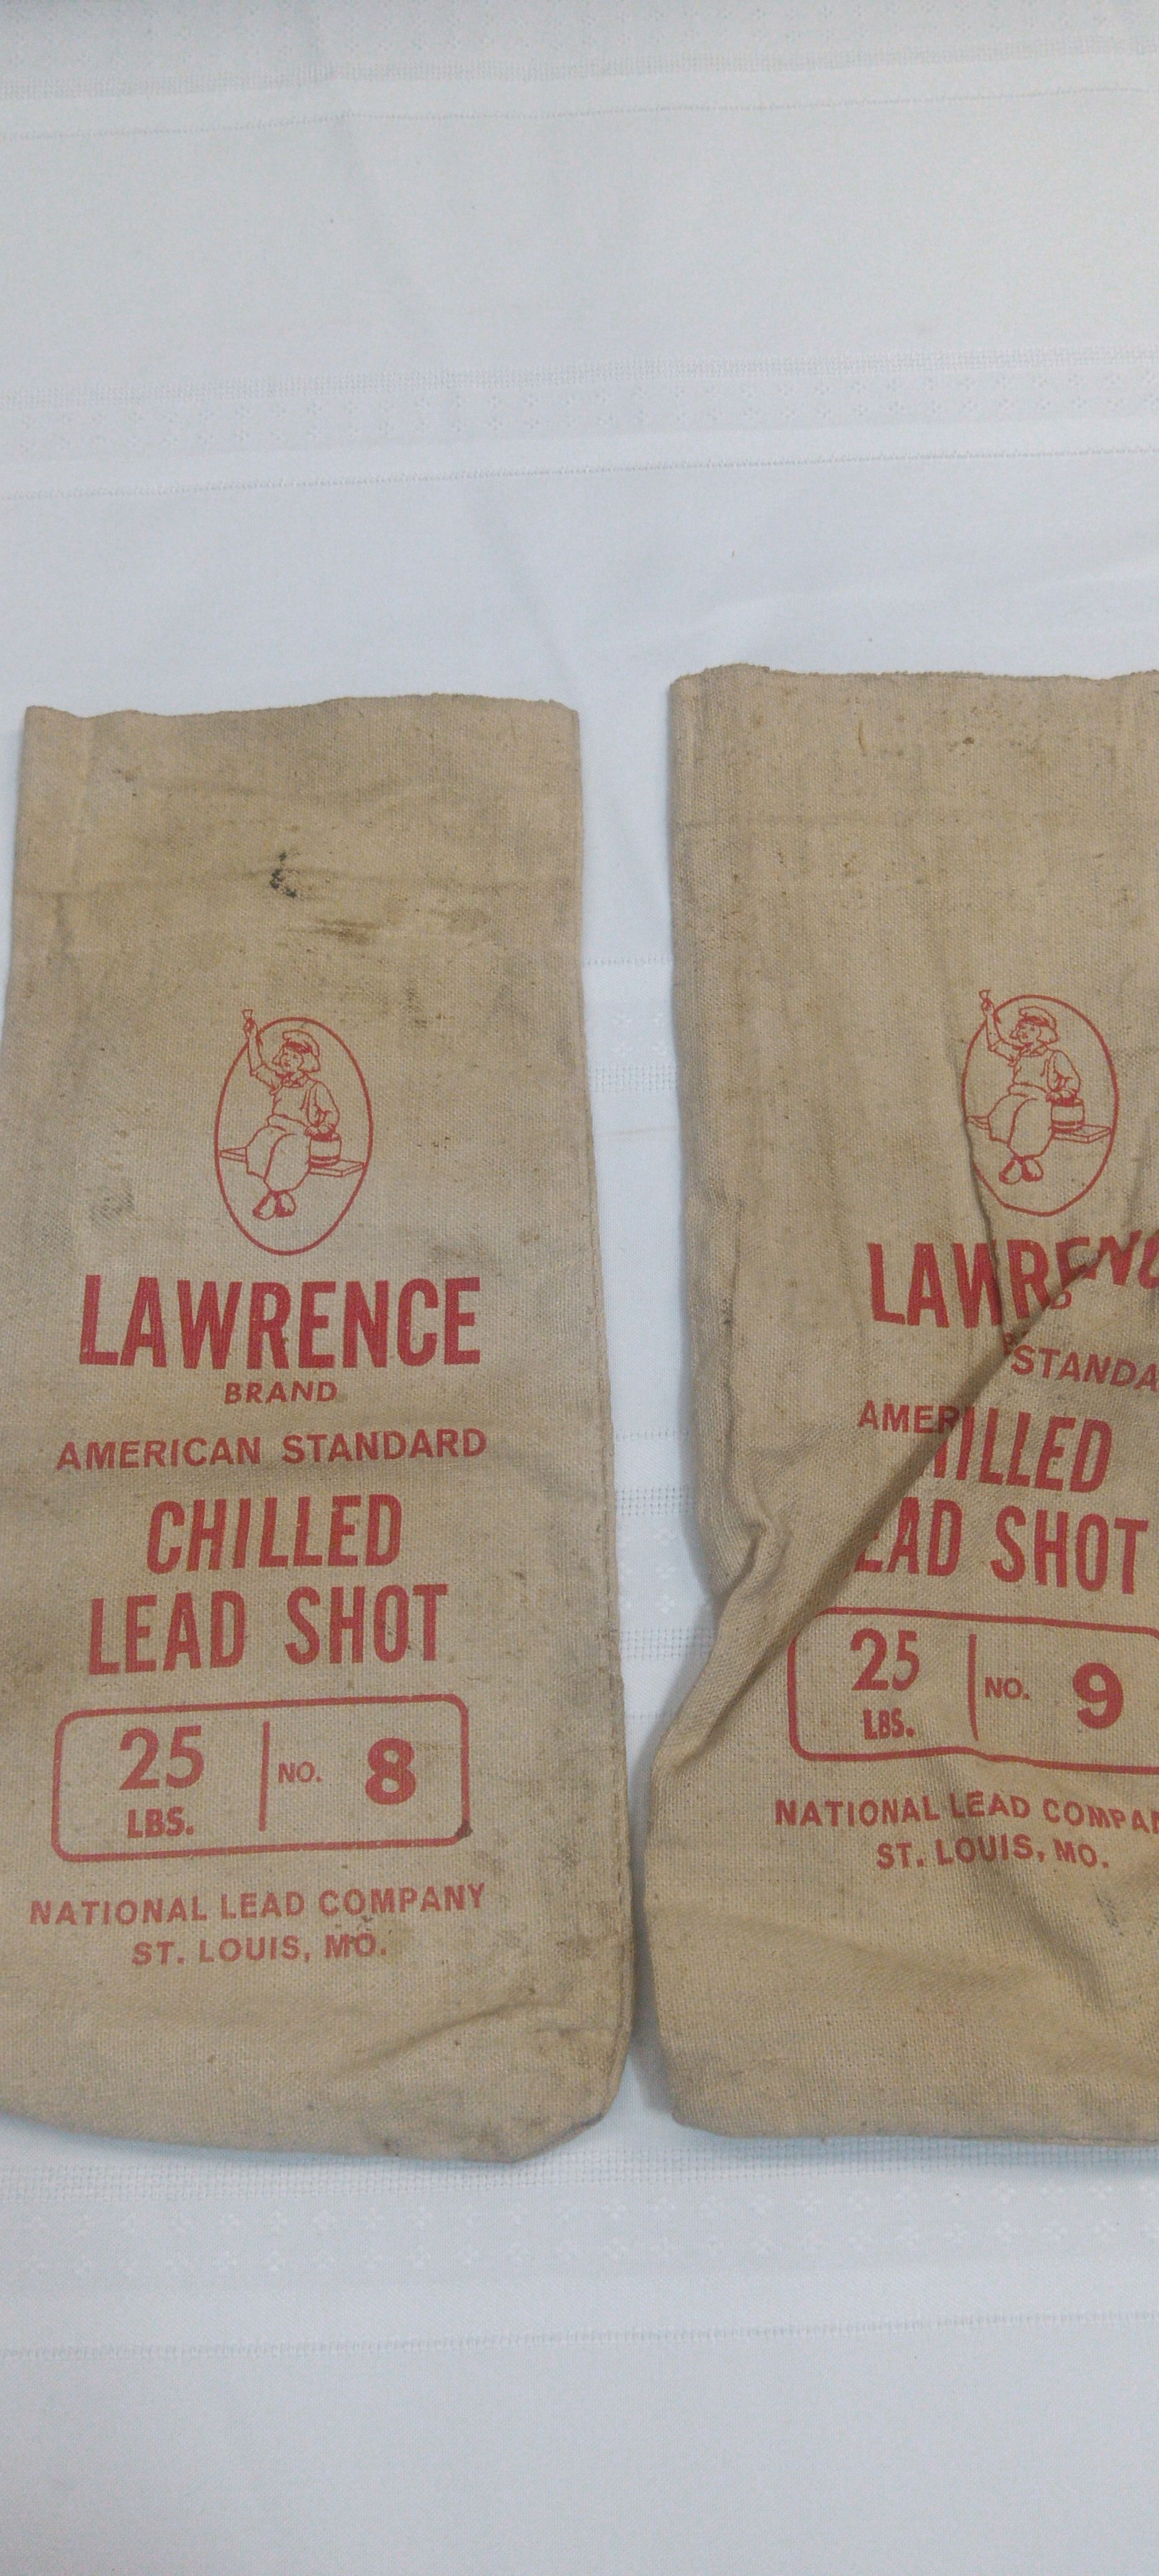 LAWRENCE
BRAND
AMERICAN STANDARD
CHILLED
LEAD SHOT
25
LBS.
NO. 8
NATIONAL LEAD COMPANY
ST. LOUIS, MO.
LAWRENC
STANDA
AMER
HILLED
EAD SHOT
25
LBS.
NO. 9
NATIONAL LEAD COMPAN
ST. LOUIS, MO.